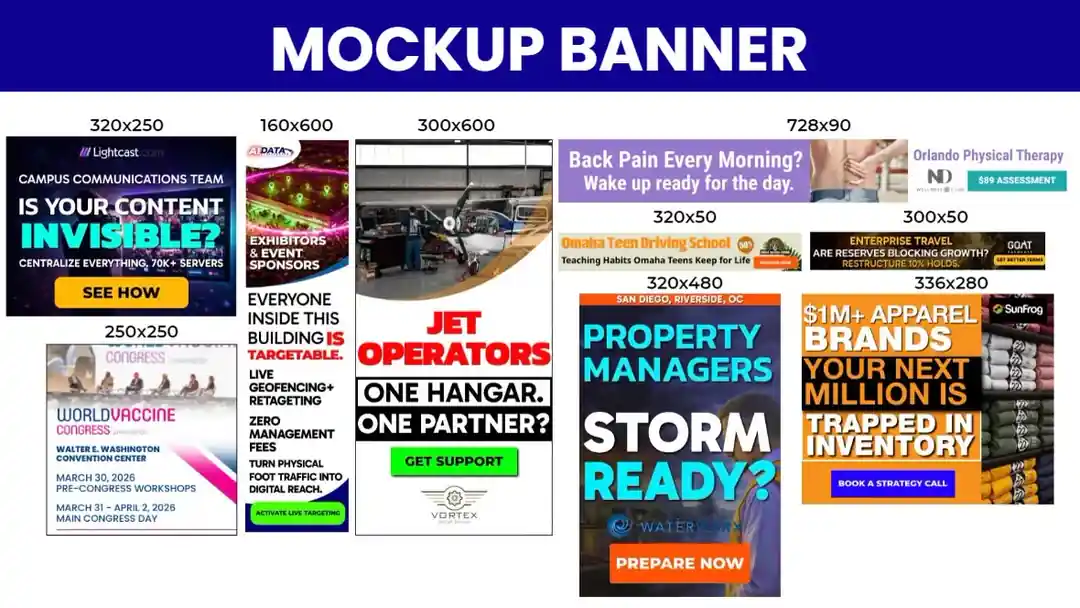 MOCKUP BANNER
320x250
Lightcast
CAMPUS COMMUNICATIONS TEAM
IS YOUR CONTENT
INVISIBLE?
CENTRALIZE EVERYTHING, 70K+ SERVERS
SEE HOW
250x250
WORLD VACCINE
CONGRESS
WORLDVACCINE
CONGRESS
WALTER E. WASHINGTON
CONVENTION CENTER
MARCH 30, 2026
PRE-CONGRESS WORKSHOPS
MARCH 31 - APRIL 2, 2026
MAIN CONGRESS DAY
160x600
AIDATA
EXHIBITORS
& EVENT
SPONSORS
EVERYONE
INSIDE THIS
BUILDING IS
TARGETABLE.
LIVE
GEOFENCING+
RETAGETING
ZERO
MANAGEMENT
FEES
TURN PHYSICAL
FOOT TRAFFIC INTO
DIGITAL REACH.
ACTIVATE LIVE TARGETING
300x600
JET
OPERATORS
ONE HANGAR.
ONE PARTNER?
GET SUPPORT
VORTEX
728x90
Back Pain Every Morning?
Wake up ready for the day.
Orlando Physical Therapy
ND
$89 ASSESSMENT
320x50
Omaha Teen Driving School
Teaching Habits Omaha Teens Keep for Life
300x50
ENTERPRISE TRAVEL
ARE RESERVES BLOCKING GROWTH?
RESTRUCTURE 10% HOLDS.
GOAT
GET BETTER TERMS
320x480
SAN DIEGO, RIVERSIDE, OC
PROPERTY
MANAGERS
STORM
READY?
PREPARE NOW
336x280
SunFrog
$1M+ APPAREL
BRANDS
YOUR NEXT
MILLION IS
TRAPPED IN
INVENTORY
BOOK A STRATEGY CALL